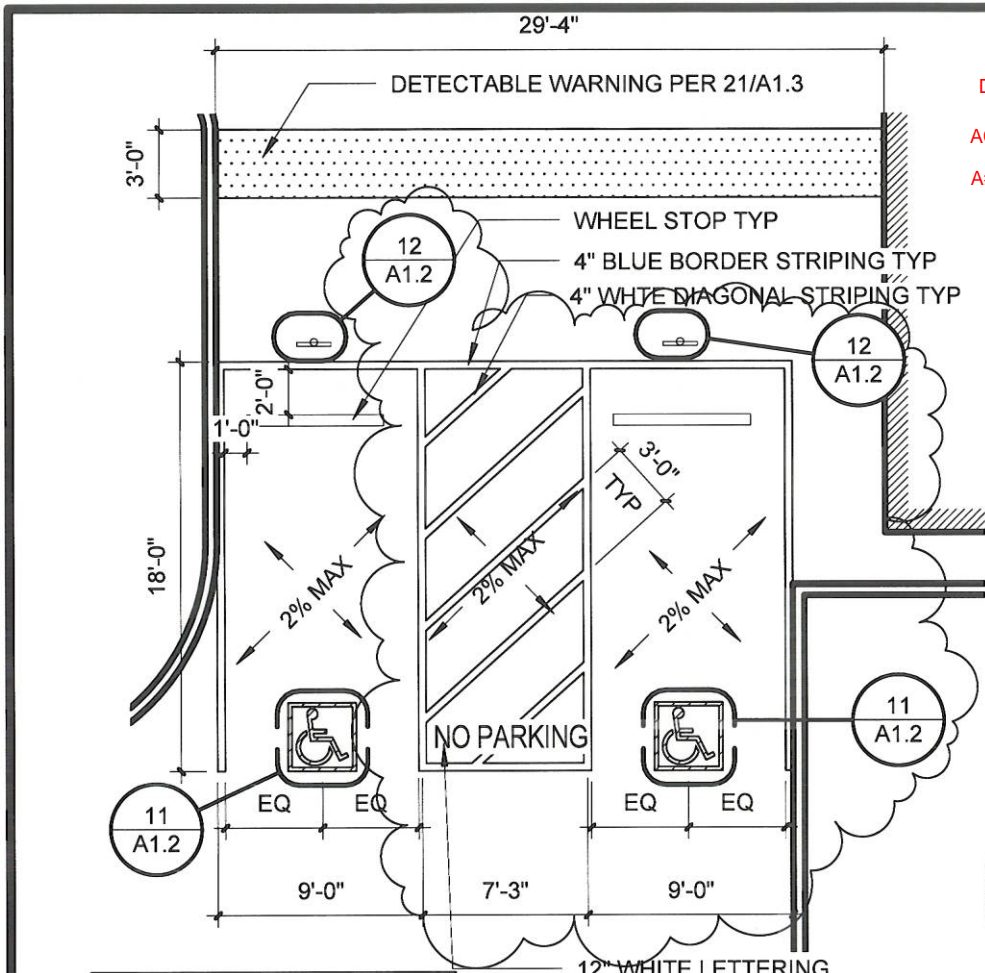 29'-4"
DETECTABLE WARNING PER 21/A1.3
3'-0"
WHEEL STOP TYP
12
A1.2
4" BLUE BORDER STRIPING TYP
4" WHTE DIAGONAL STRIPING TYP
12
A1.2
2'-0"
1'-0"
3'-0"
TYP
18'-0"
2% MAX
2% MAX
2% MAX
NO PARKING
11
A1.2
11
A1.2
EQ EQ
EQ EQ
9'-0"
7'-3"
9'-0"
12" WHITE LETTERING